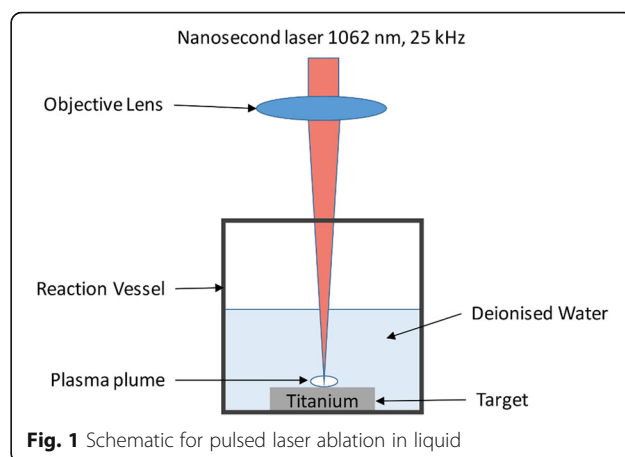 Nanosecond laser 1062 nm, 25 kHz
Objective Lens
Reaction Vessel
Deionised Water
Plasma plume
Titanium
Target
Fig. 1 Schematic for pulsed laser ablation in liquid